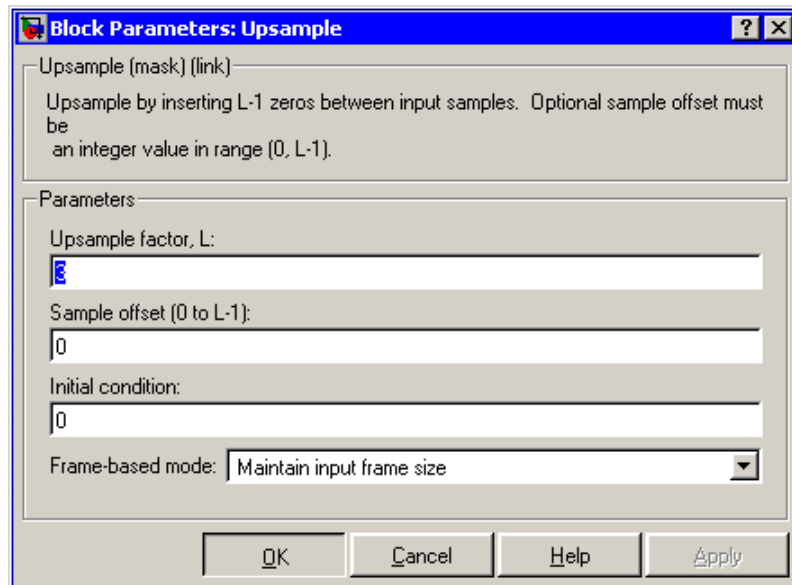 Block Parameters: Upsample
Upsample (mask) (link)
Upsample by inserting L-1 zeros between input samples. Optional sample offset must
be
an integer value in range (0, L-1).
Parameters
Upsample factor, L:
3
Sample offset (0 to L-1):
0
Initial condition:
0
Frame-based mode: Maintain input frame size
OK Cancel Help Apply